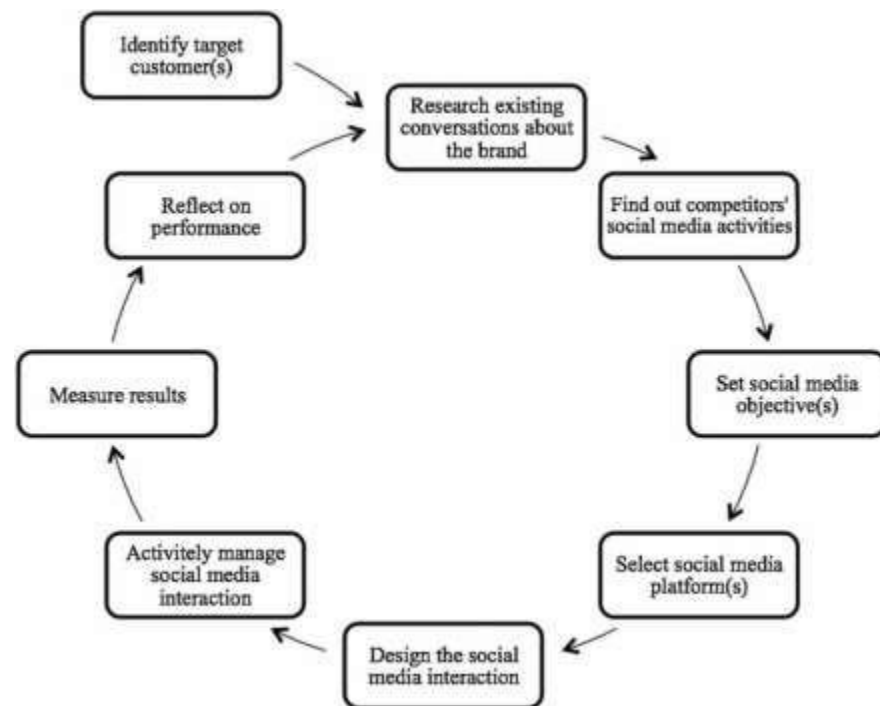 Identify target
customer(s)
Research existing
conversations about
the brand
Find out competitors'
social media activities
Set social media
objective(s)
Select social media
platform(s)
Design the social
media interaction
Activitely manage
social media
interaction
Measure results
Reflect on
performance